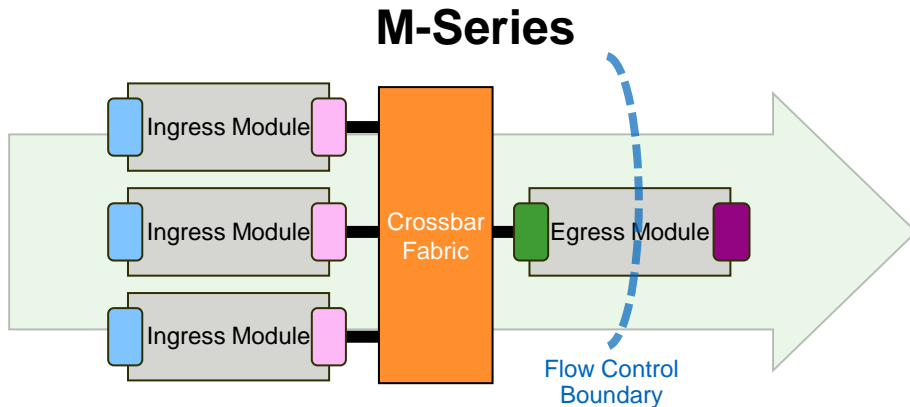 M-Series
Ingress Module
Ingress Module
Ingress Module
Crossbar
Fabric
Egress Module
Flow Control
Boundary